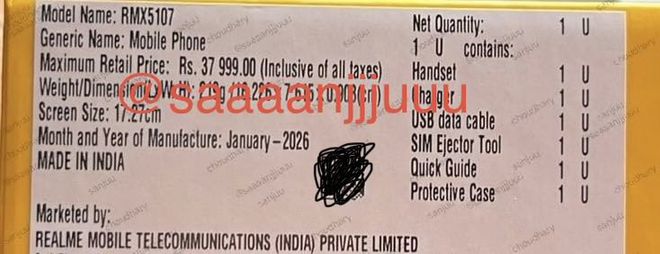 Model Name: RMX5107
Generic Name: Mobile Phone
Maximum Retail Price: Rs. 37 999.00 (Inclusive of all taxes)
Weight/Dimension(LxWxH):
Screen Size: 17.27cm
Month and Year of Manufacture: January-2026
MADE IN INDIA
Marketed by:
REALME MOBILE TELECOMMUNICATIONS (INDIA) PRIVATE LIMITED
Net Quantity: 1 U
1 U contains:
Handset 1 U
Charger 1 U
USB data cable 1 U
SIM Ejector Tool 1 U
Quick Guide 1 U
Protective Case 1 U
@saaaanjjjuuu